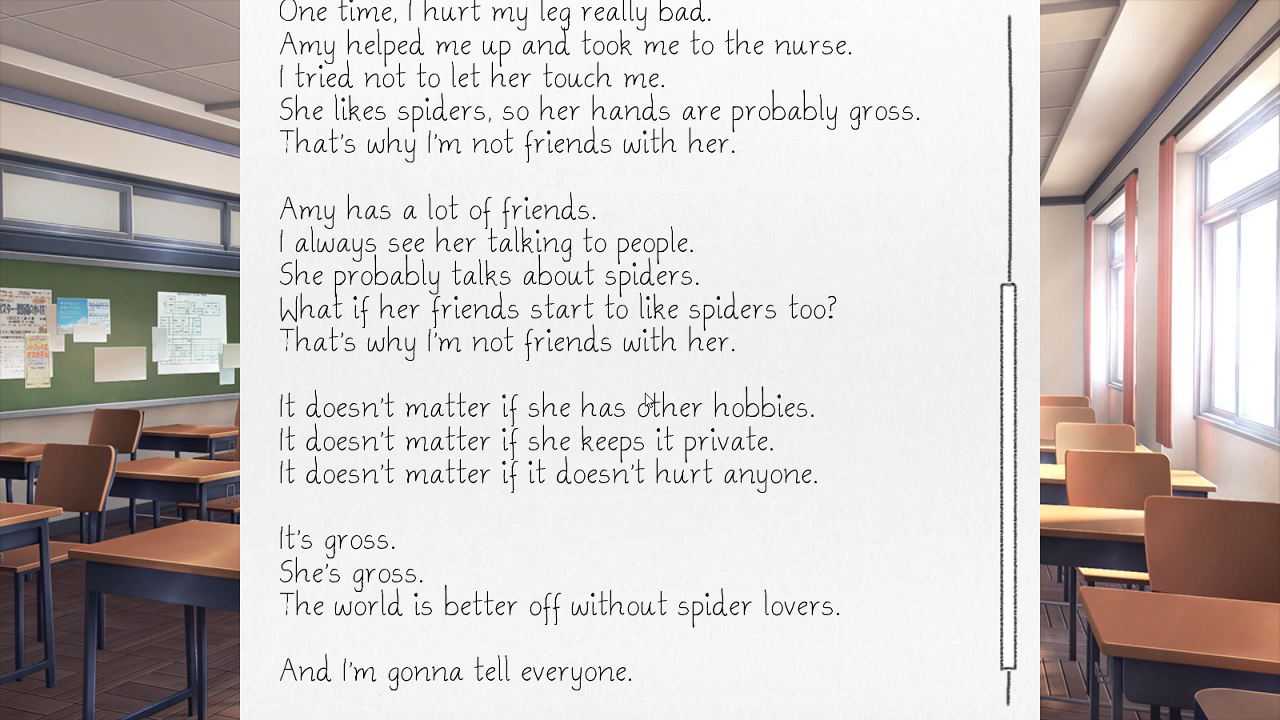 One time, I hurt my leg really bad.
Amy helped me up and took me to the nurse.
I tried not to let her touch me.
She likes spiders, so her hands are probably gross.
That's why I'm not friends with her.
Amy has a lot of friends.
I always see her talking to people.
She probably talks about spiders.
What if her friends start to like spiders too?
That's why I'm not friends with her.
It doesn't matter if she has other hobbies.
It doesn't matter if she keeps it private.
It doesn't matter if it doesn't hurt anyone.
It's gross.
She's gross.
The world is better off without spider lovers.
And I'm gonna tell everyone.